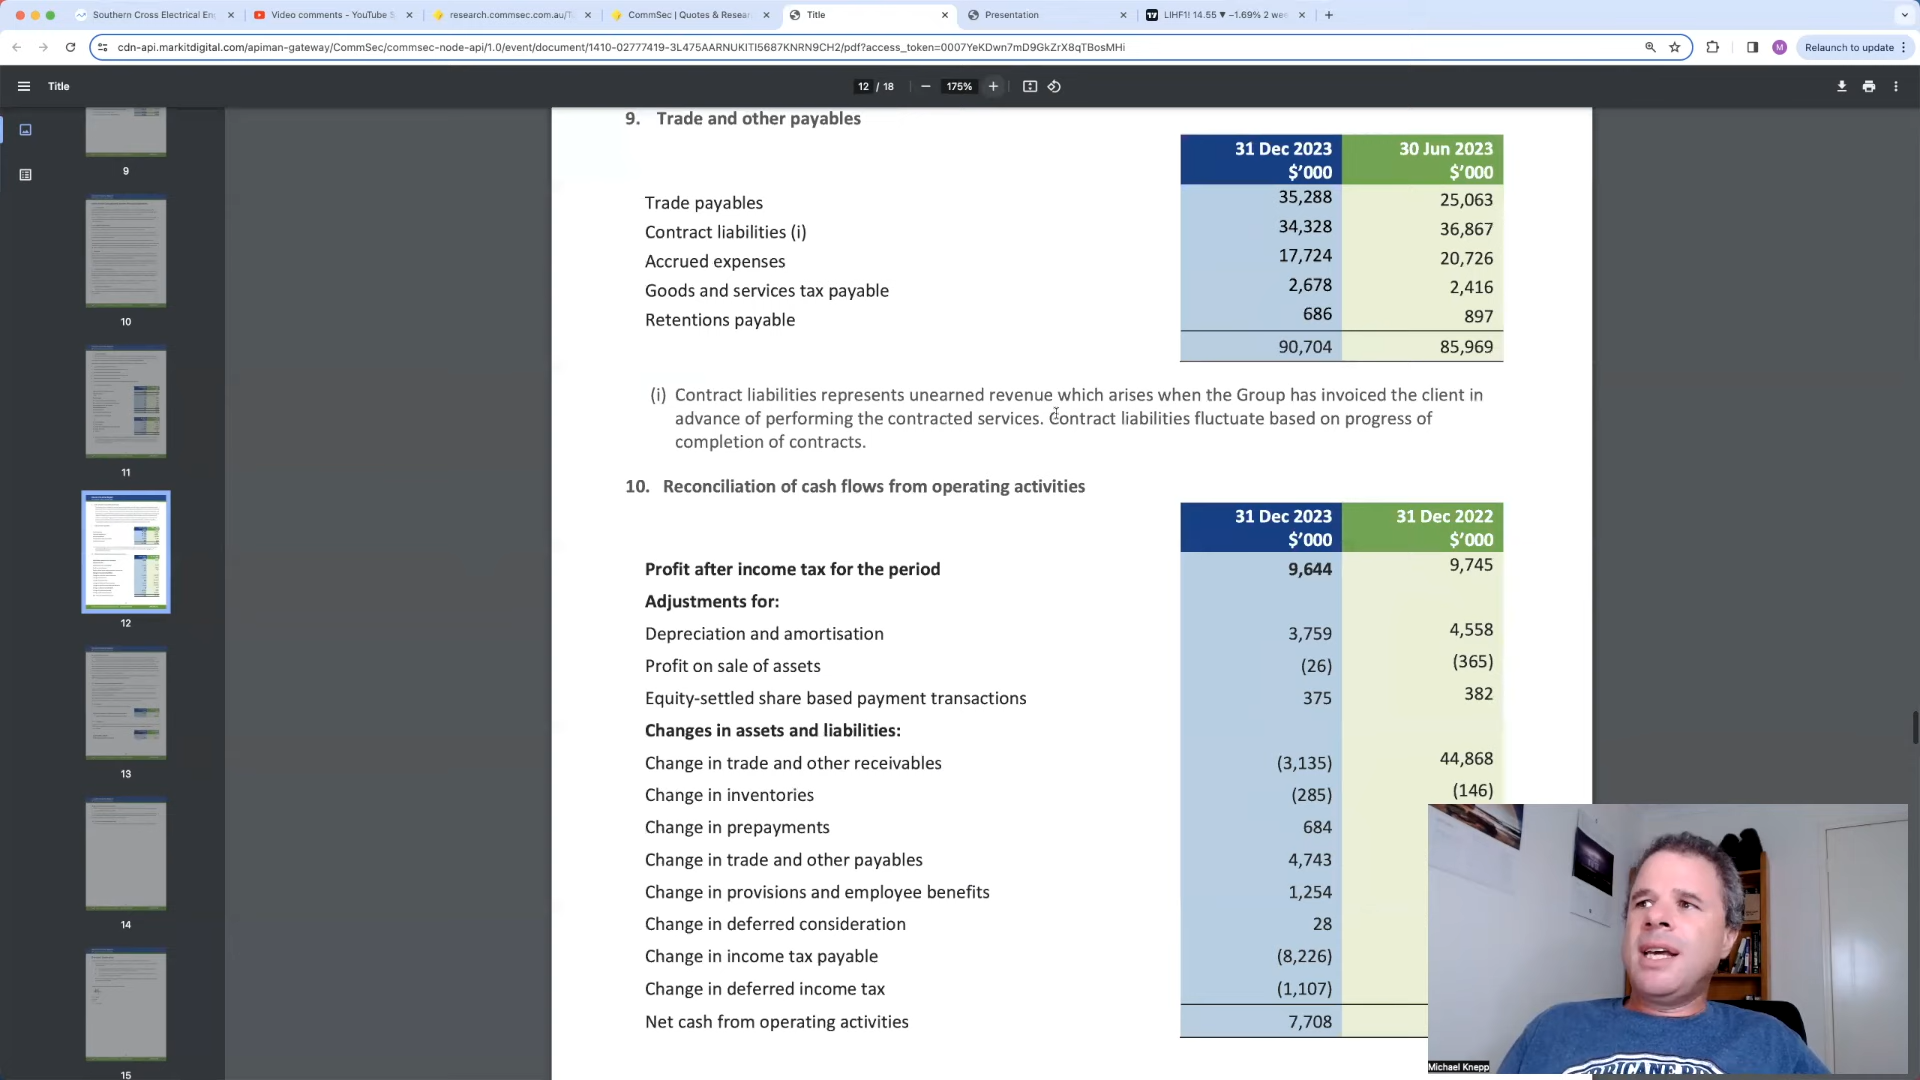 Southern Cross Electrical En
Video comments - YouTube S
research.commsec.com.au/T
CommSec | Quotes & Resea
Title
Presentation
LIHF1! 14.55 ▼ −1.69% 2 we
cdn-api.markitdigital.com/apiman-gateway/CommSec/commsec-node-api/1.0/event/document/1410-02777419-3L475AARNUKITI5687KNRN9CH2/pdf?access_token=0007YeKDwn7mD9GkZrX8qTBosMHi
M
Relaunch to update
Title
12 / 18
175%
9
10
11
12
13
14
15
9. Trade and other payables
31 Dec 2023 30 Jun 2023
$'000 $'000
Trade payables 35,288 25,063
Contract liabilities (i) 34,328 36,867
Accrued expenses 17,724 20,726
Goods and services tax payable 2,678 2,416
Retentions payable 686 897
90,704 85,969
(i) Contract liabilities represents unearned revenue which arises when the Group has invoiced the client in
advance of performing the contracted services. Contract liabilities fluctuate based on progress of
completion of contracts.
10. Reconciliation of cash flows from operating activities
31 Dec 2023 31 Dec 2022
$'000 $'000
Profit after income tax for the period 9,644 9,745
Adjustments for:
Depreciation and amortisation 3,759 4,558
Profit on sale of assets (26) (365)
Equity-settled share based payment transactions 375 382
Changes in assets and liabilities:
Change in trade and other receivables (3,135) 44,868
Change in inventories (285) (146)
Change in prepayments 684
Change in trade and other payables 4,743
Change in provisions and employee benefits 1,254
Change in deferred consideration 28
Change in income tax payable (8,226)
Change in deferred income tax (1,107)
Net cash from operating activities 7,708
Michael Knepp